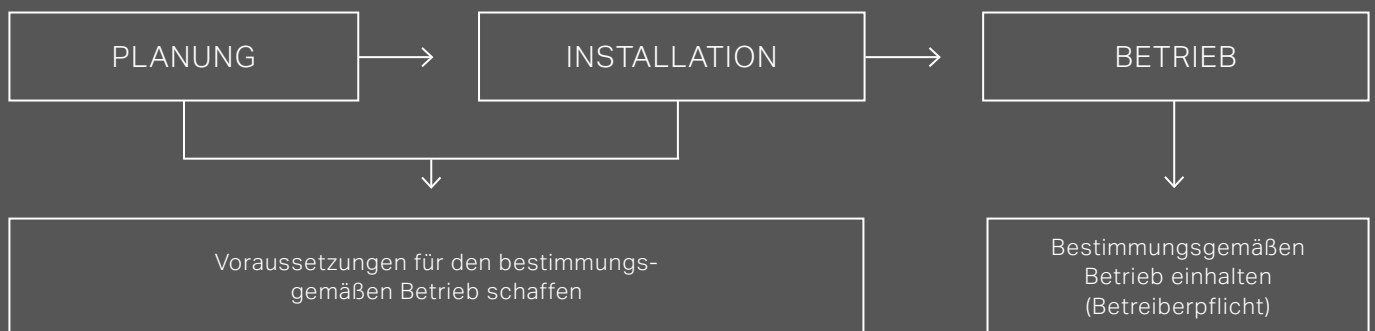 PLANUNG
INSTALLATION
BETRIEB
Voraussetzungen für den bestimmungs-
gemäßen Betrieb schaffen
Bestimmungsgemäßen
Betrieb einhalten
(Betreiberpflicht)